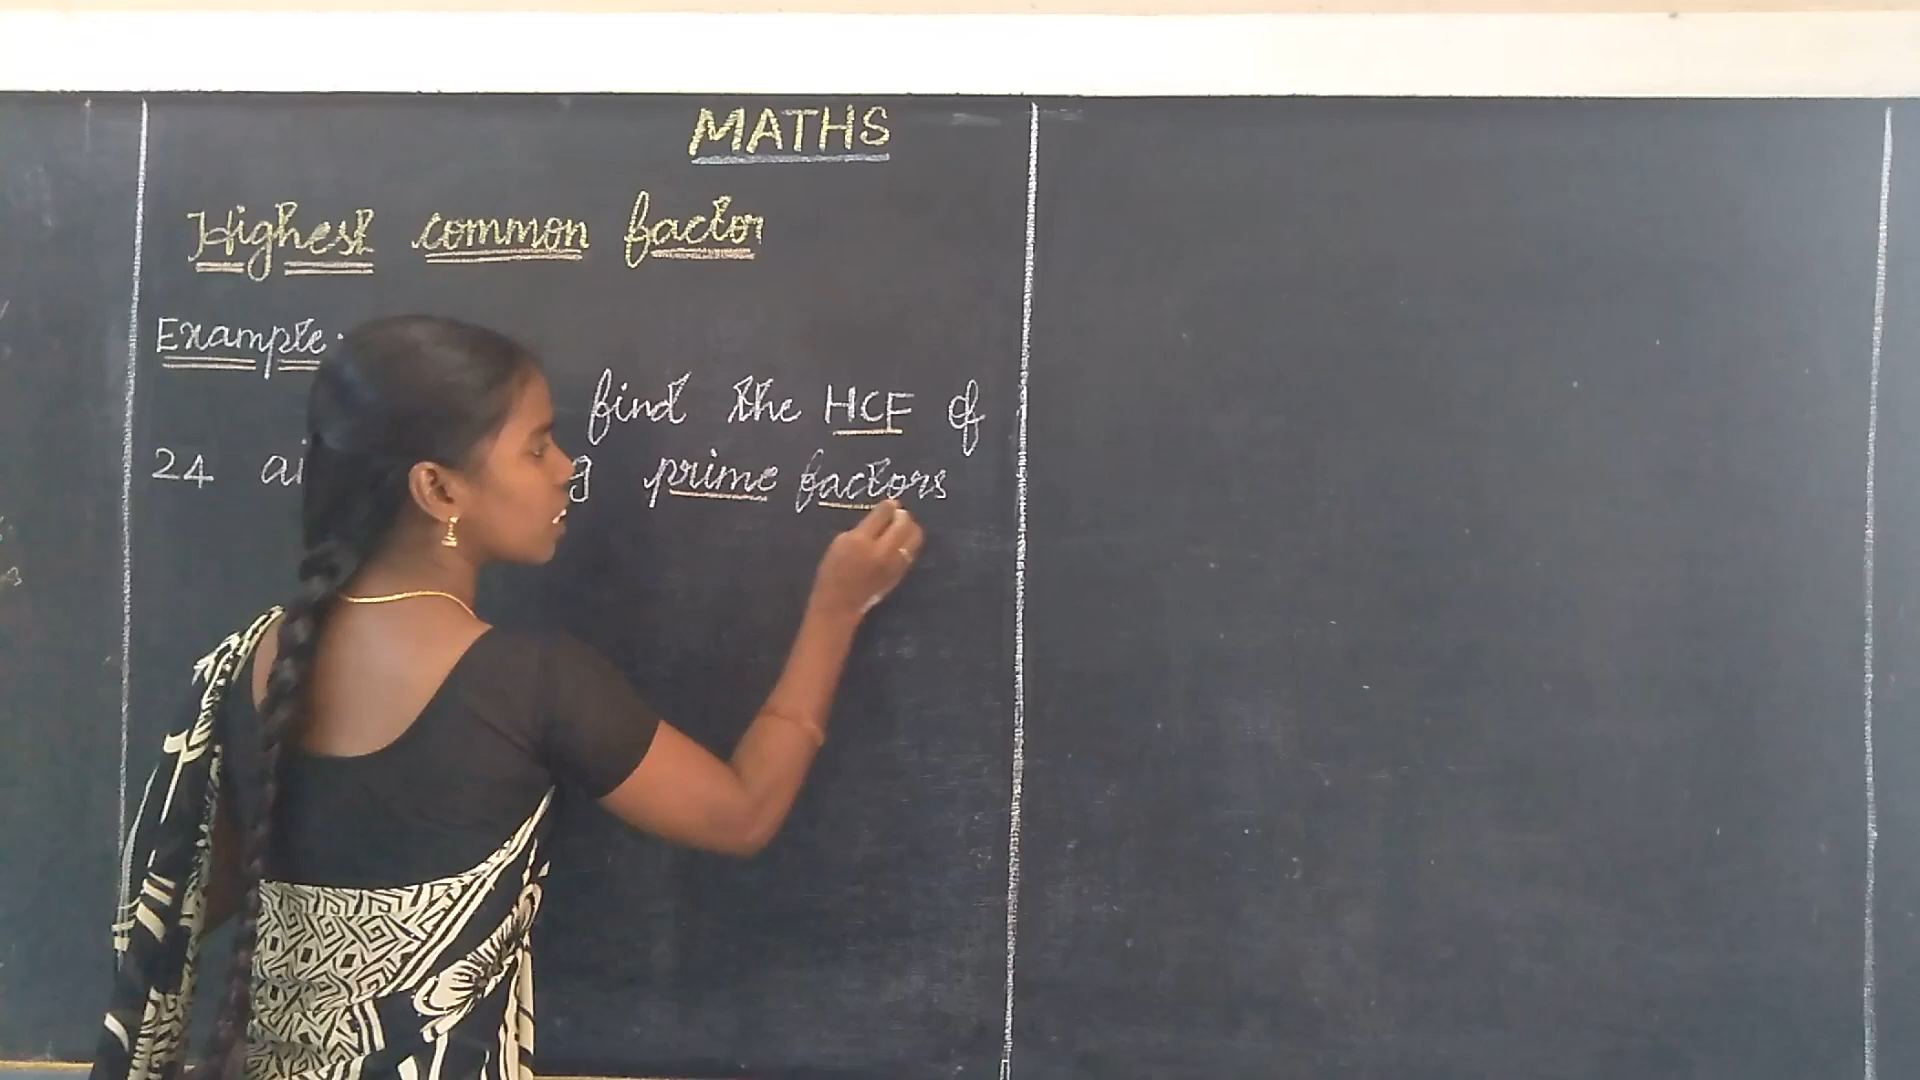 MATHS
Highest common factor
Example:
find the HCF of
24 prime factors